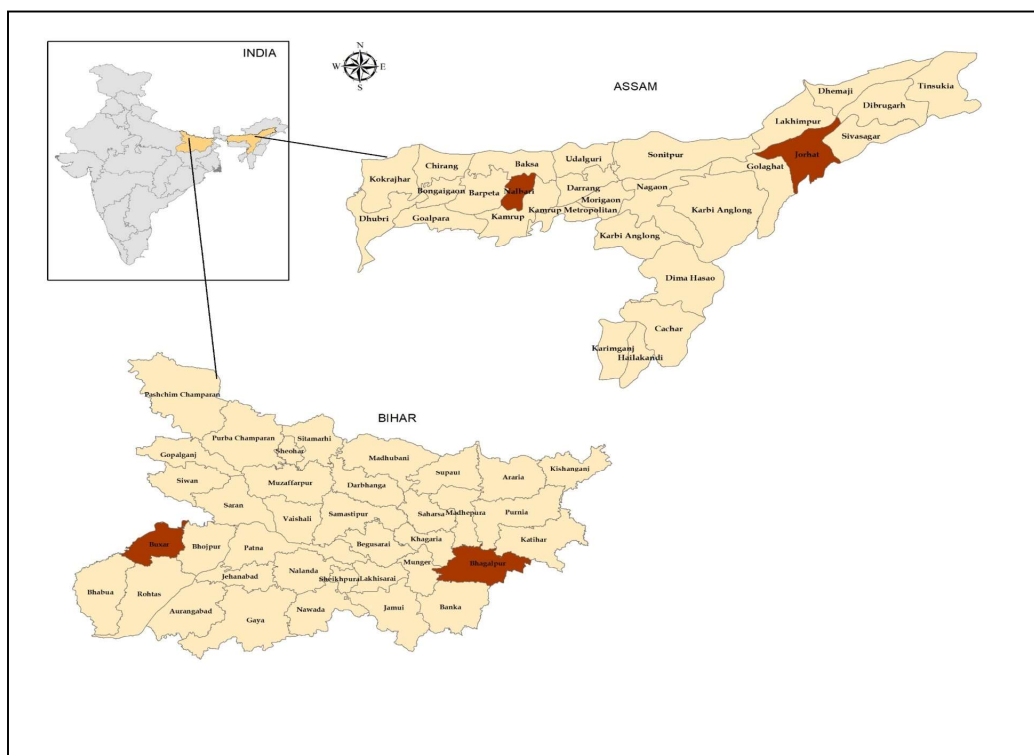 INDIA
N
W E
S
ASSAM
Tinsukia
Dhemaji
Dibrugarh
Lakhimpur
Sivasagar
Jorhat
Golaghat
Sonitpur
Udalguri
Baksa
Chirang
Kokrajhar
Bongaigaon
Barpeta
Nalbari
Darrang
Nagaon
Morigaon
Dhubri
Goalpara
Kamrup
Kamrup Metropolitan
Karbi Anglong
Karbi Anglong
Dima Hasao
Cachar
Karimganj
Hailakandi
BIHAR
Pashchim Champaran
Purba Champaran
Sitamarhi
Sheohar
Gopalganj
Madhubani
Supaul
Araria
Kishanganj
Siwan
Muzaffarpur
Darbhanga
Saran
Vaishali
Samastipur
Saharsa
Madhepura
Purnia
Buxar
Bhojpur
Patna
Begusarai
Khagaria
Katihar
Munger
Bhagalpur
Jehanabad
Nalanda
Sheikhpura
Lakhisarai
Bhabua
Rohtas
Aurangabad
Gaya
Nawada
Jamui
Banka